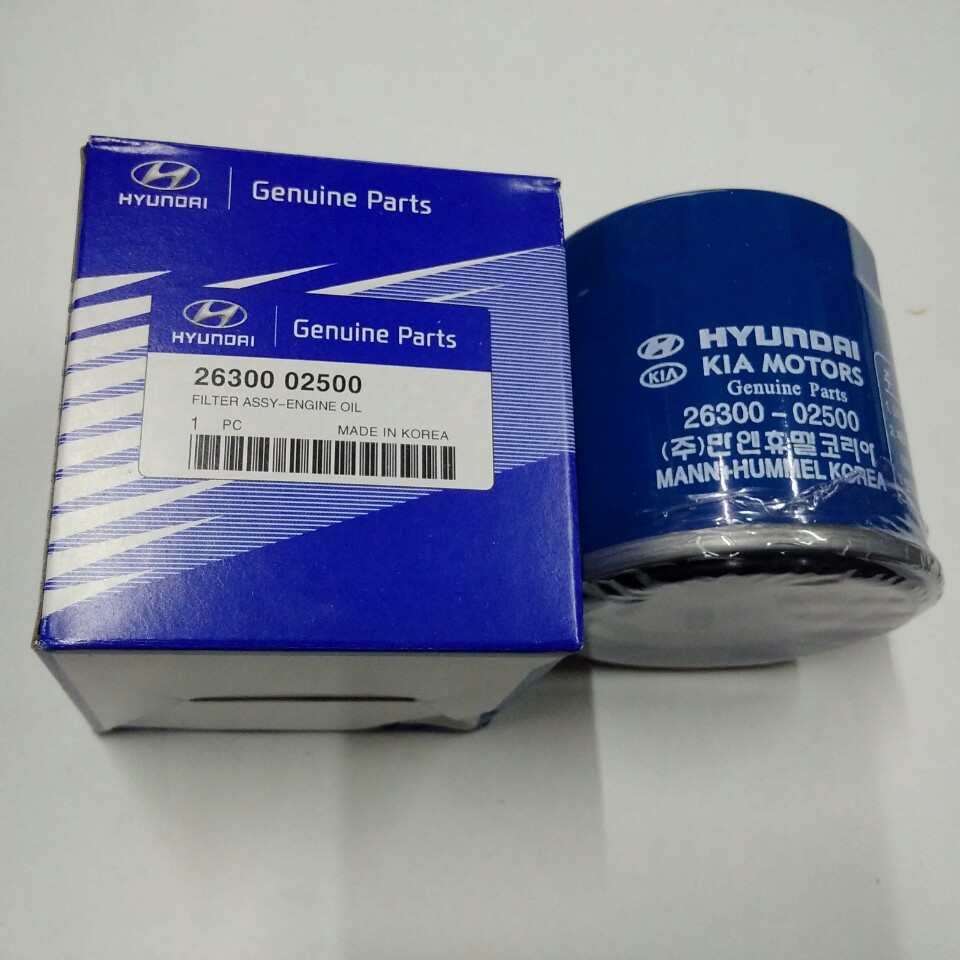 HYUNDAI
Genuine Parts
HYUNDAI
Genuine Parts
26300 02500
FILTER ASSY-ENGINE OIL
1 PC MADE IN KOREA
HYUNDAI
KIA KIA MOTORS
Genuine Parts
26300-02500
(주)만앤휴멜코리아
MANN+HUMMEL KOREA